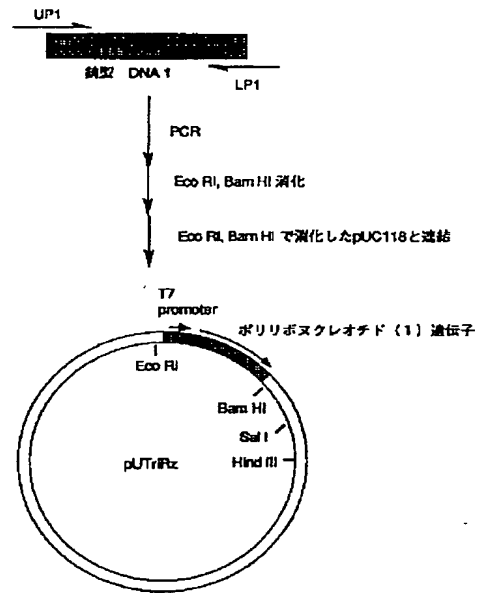 UP1
鋳型 DNA 1
LP1
PCR
Eco RI, Bam HI 消化
Eco RI, Bam HI で消化したpUC118と連結
T7
promoter
ポリリボヌクレオチド（1）遺伝子
Eco RI
Bam HI
Sal I
Hind III
pUTriRz